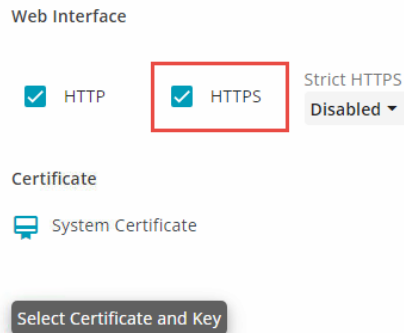 Web Interface
HTTP
HTTPS
Strict HTTPS
Disabled
Certificate
System Certificate
Select Certificate and Key